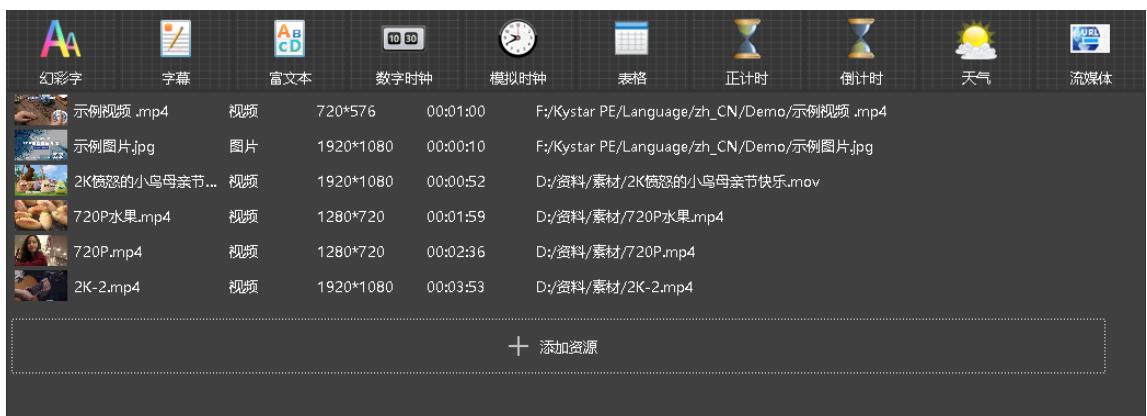 幻彩字 字幕 富文本 数字时钟 模拟时钟 表格 正计时 倒计时 天气 流媒体
示例视频 .mp4 视频 720*576 00:01:00 F:/Kystar PE/Language/zh_CN/Demo/示例视频 .mp4
示例图片.jpg 图片 1920*1080 00:00:10 F:/Kystar PE/Language/zh_CN/Demo/示例图片.jpg
2K愤怒的小鸟母亲节... 视频 1920*1080 00:00:52 D:/资料/素材/2K愤怒的小鸟母亲节快乐.mov
720P水果.mp4 视频 1280*720 00:01:59 D:/资料/素材/720P水果.mp4
720P.mp4 视频 1280*720 00:02:36 D:/资料/素材/720P.mp4
2K-2.mp4 视频 1920*1080 00:03:53 D:/资料/素材/2K-2.mp4
添加资源